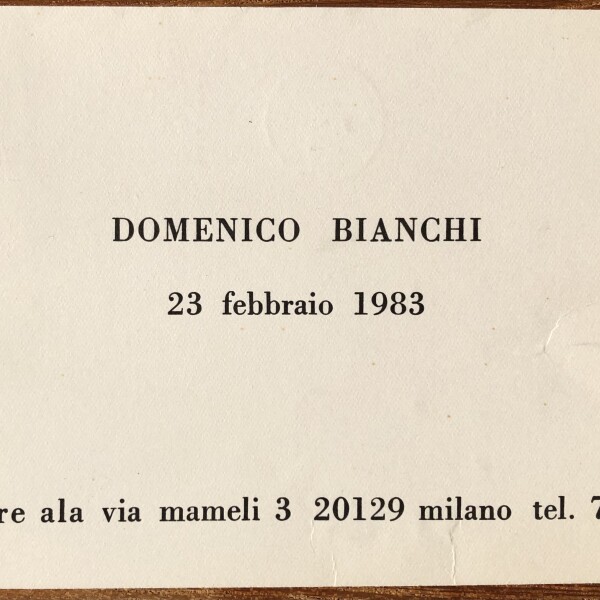 DOMENICO BIANCHI
23 febbraio 1983
re ala via mameli 3 20129 milano tel. 7